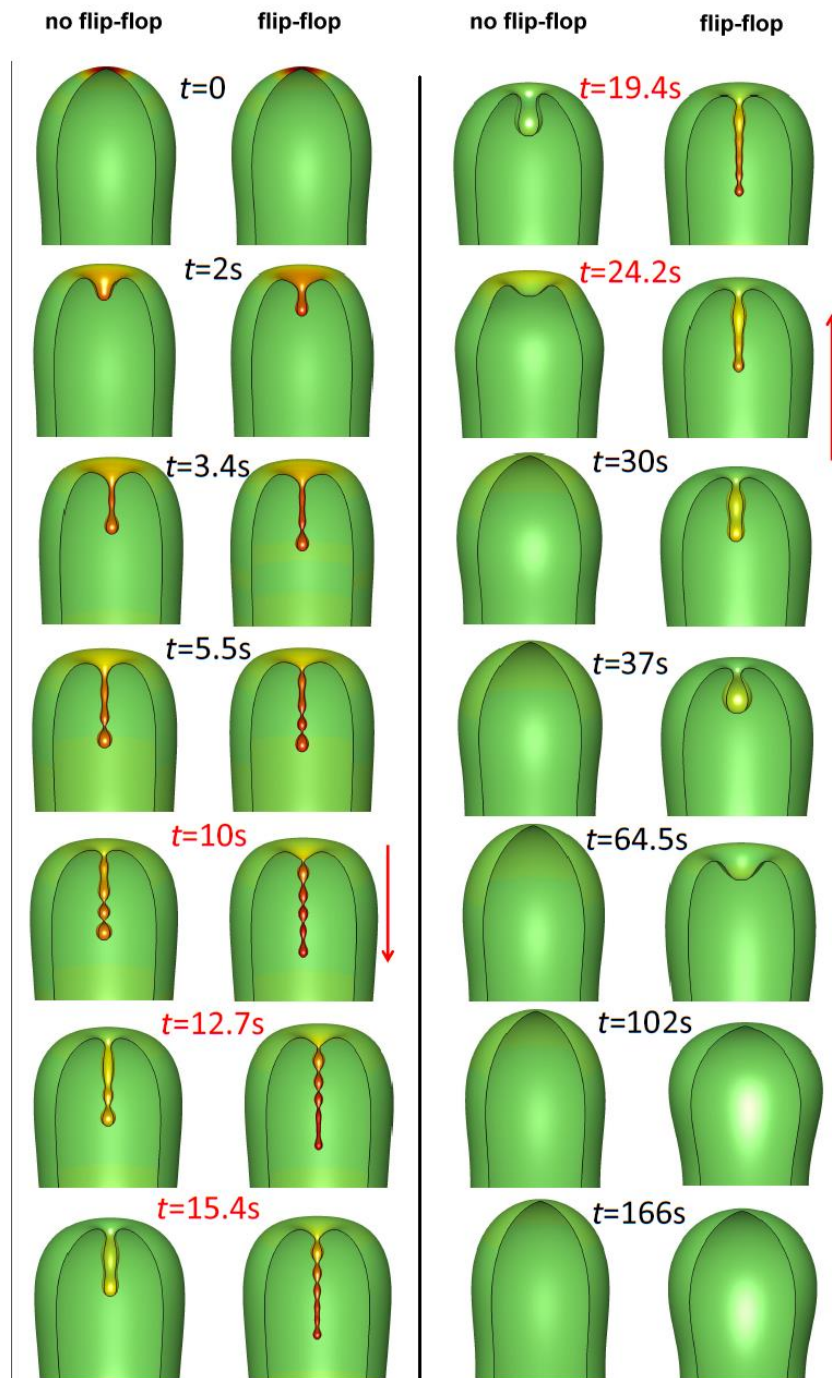 no flip-flop flip-flop
t=0
t=2s
t=3.4s
t=5.5s
t=10s
t=12.7s
t=15.4s
no flip-flop flip-flop
t=19.4s
t=24.2s
t=30s
t=37s
t=64.5s
t=102s
t=166s